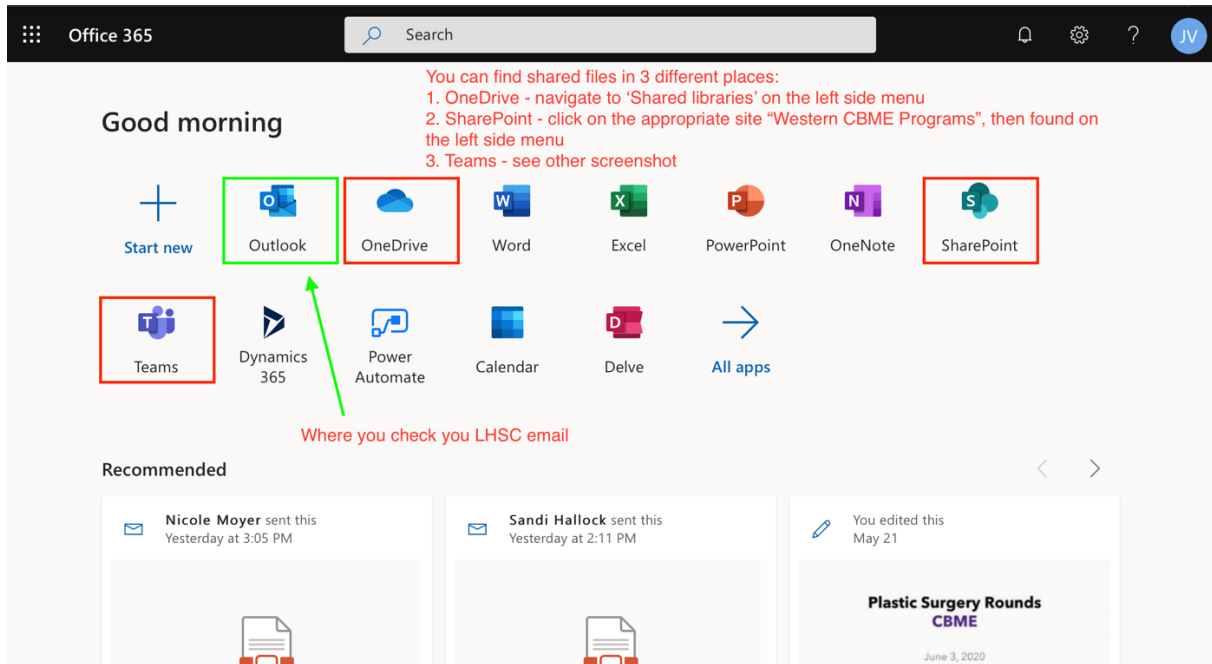 Office 365
Search
JV
You can find shared files in 3 different places:
1. OneDrive - navigate to ‘Shared libraries’ on the left side menu
2. SharePoint - click on the appropriate site “Western CBME Programs”, then found on
the left side menu
3. Teams - see other screenshot
Good morning
Start new
Outlook
OneDrive
Word
Excel
PowerPoint
OneNote
SharePoint
Teams
Dynamics
365
Power
Automate
Calendar
Delve
All apps
Where you check you LHSC email
Recommended
Nicole Moyer sent this
Yesterday at 3:05 PM
Sandi Hallock sent this
Yesterday at 2:11 PM
You edited this
May 21
Plastic Surgery Rounds
CBME
June 3, 2020